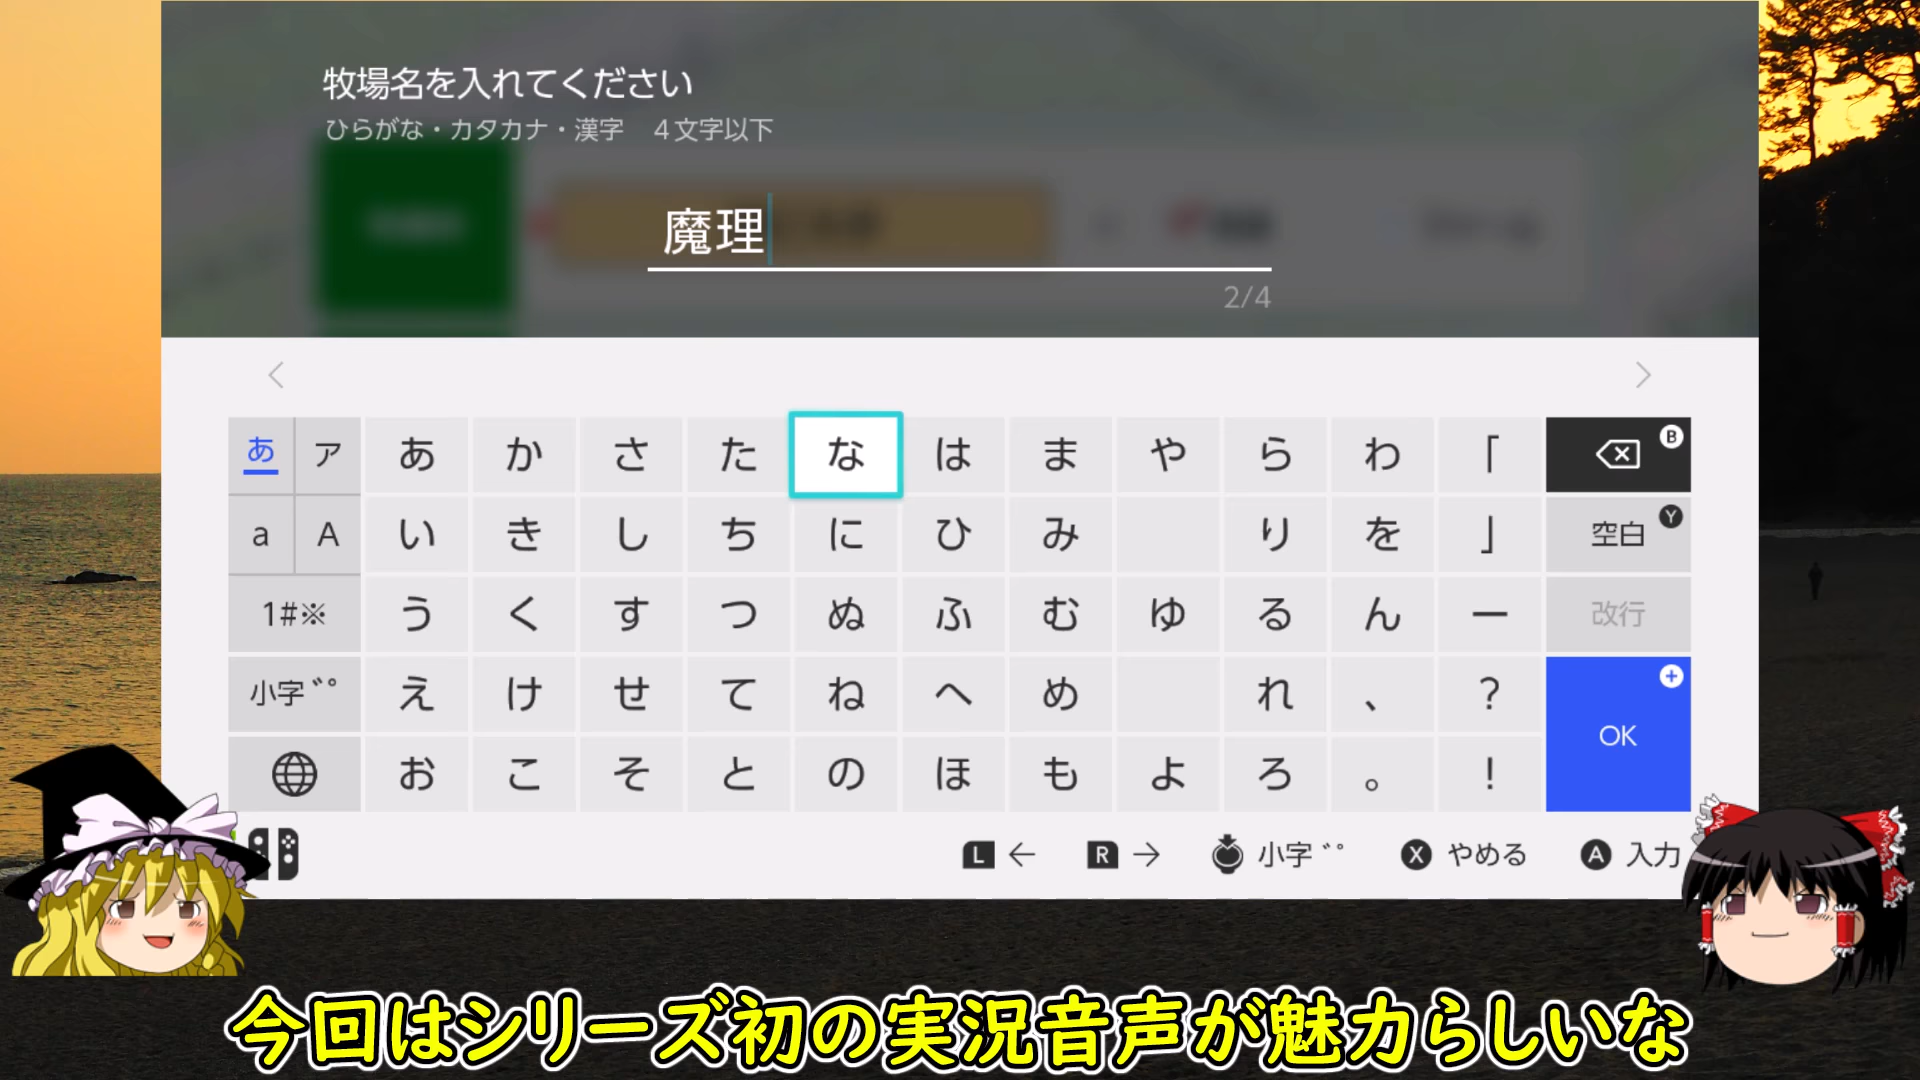 牧場名を入れてください
ひらがな・カタカナ・漢字　４文字以下
魔理
2/4
あ ア あ か さ た な は ま や ら わ 「 B
a A い き し ち に ひ み り を 」 空白 Y
1#※ う く す つ ぬ ふ む ゆ る ん ー 改行
小字゛゜ え け せ て ね へ め れ 、 ? +
OK
お こ そ と の ほ も よ ろ 。 !
L ← R → 小字゛゜ X やめる A 入力
今回はシリーズ初の実況音声が魅力らしいな